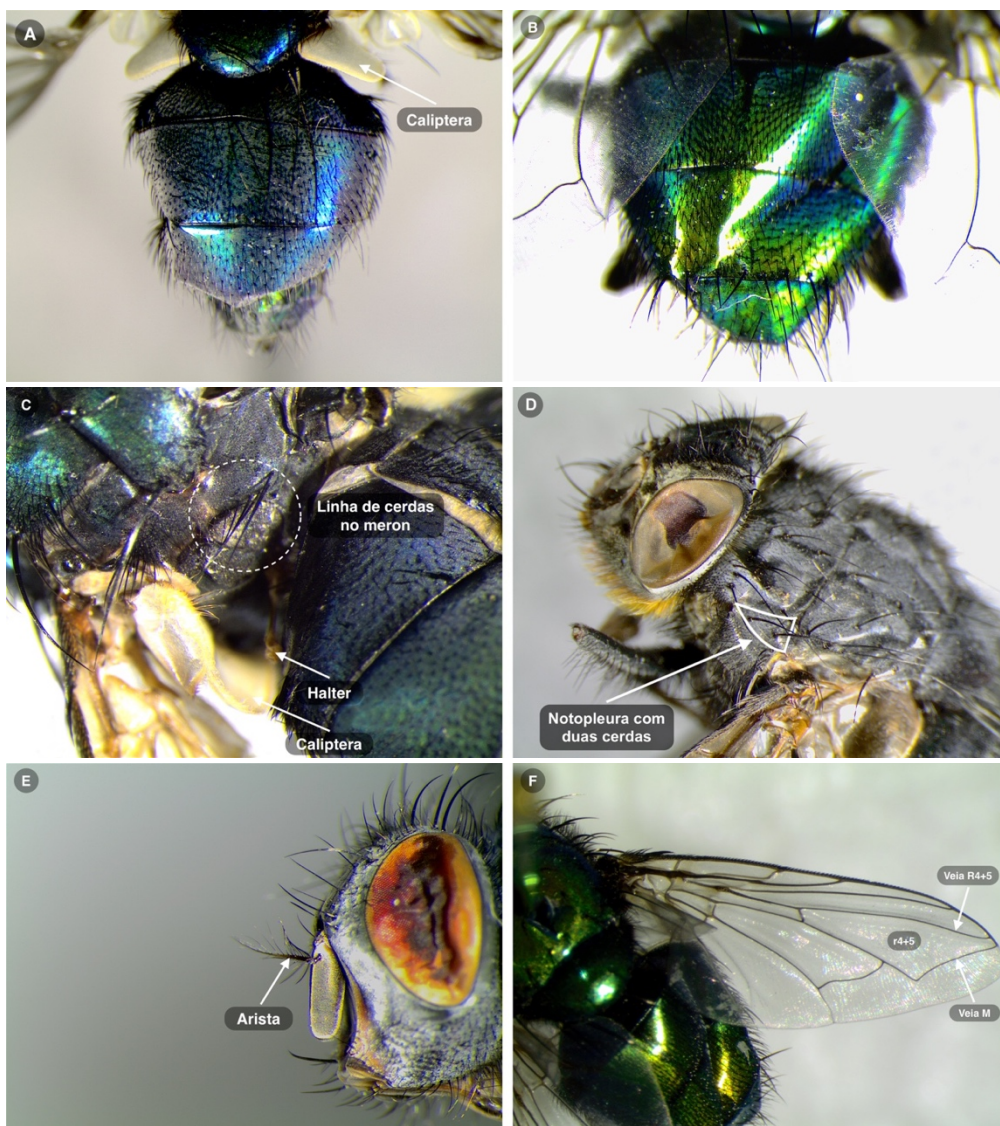 A
Caliptera
B
C
Linha de cerdas
no meron
Halter
Caliptera
D
Notopleura com
duas cerdas
E
Arista
F
Veia R4+5
r4+5
Veia M